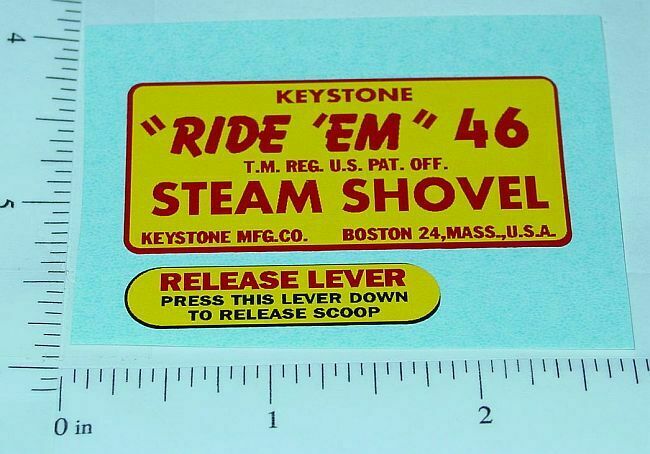 KEYSTONE
"RIDE 'EM" 46
T.M. REG. U.S. PAT. OFF.
STEAM SHOVEL
KEYSTONE MFG.CO. BOSTON 24,MASS.,U.S.A.
RELEASE LEVER
PRESS THIS LEVER DOWN
TO RELEASE SCOOP
4
5
0 in 1 2